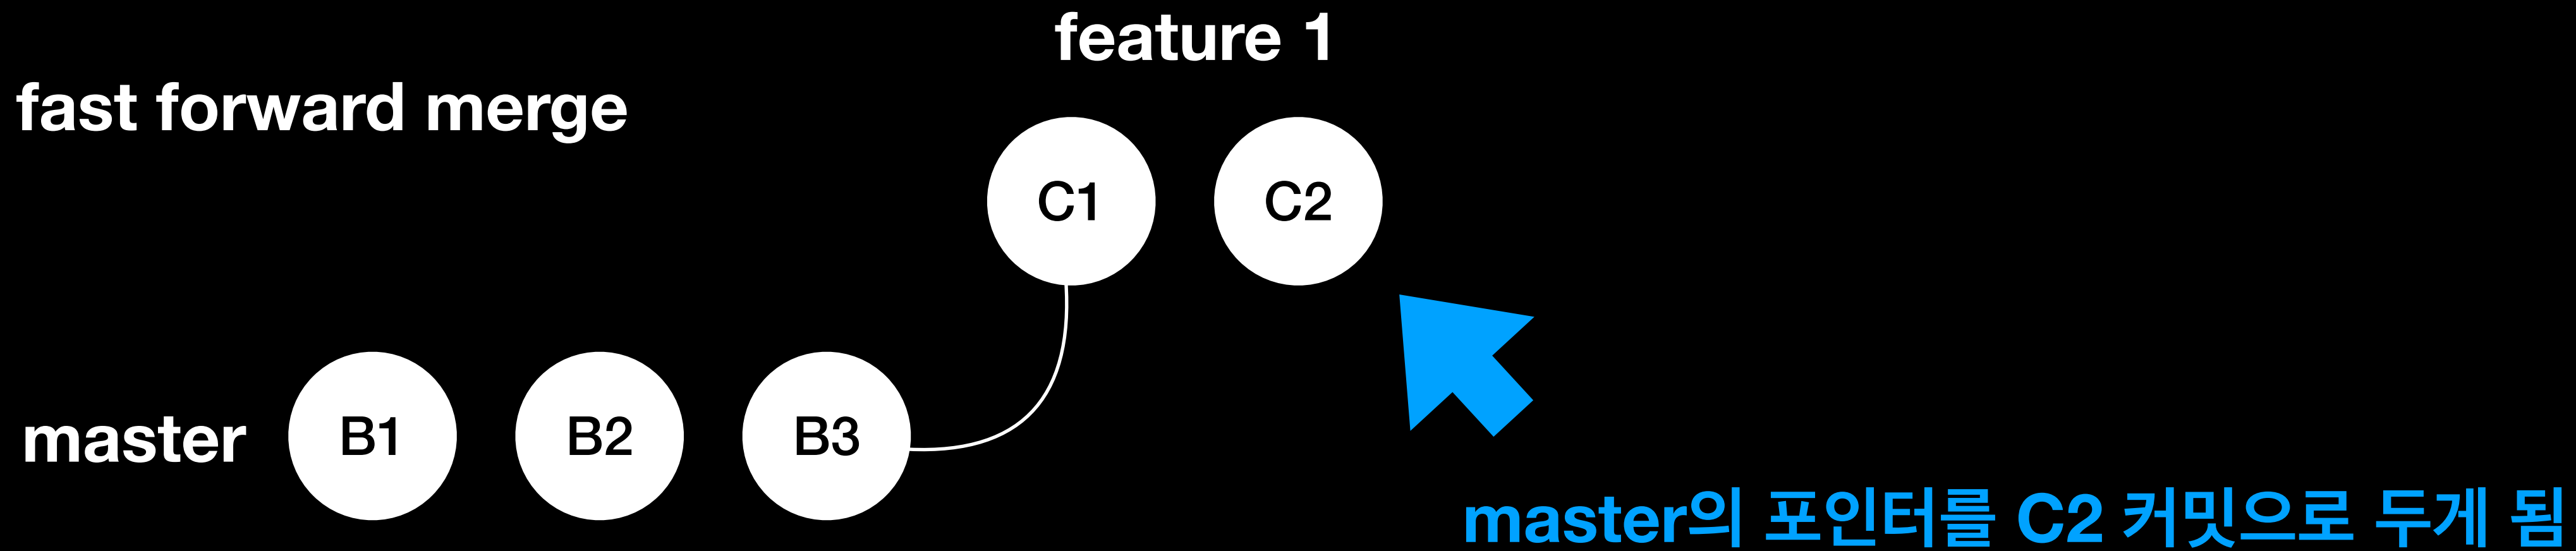 feature 1
fast forward merge
C1
C2
master
B1
B2
B3
master의 포인터를 C2 커밋으로 두게 됨